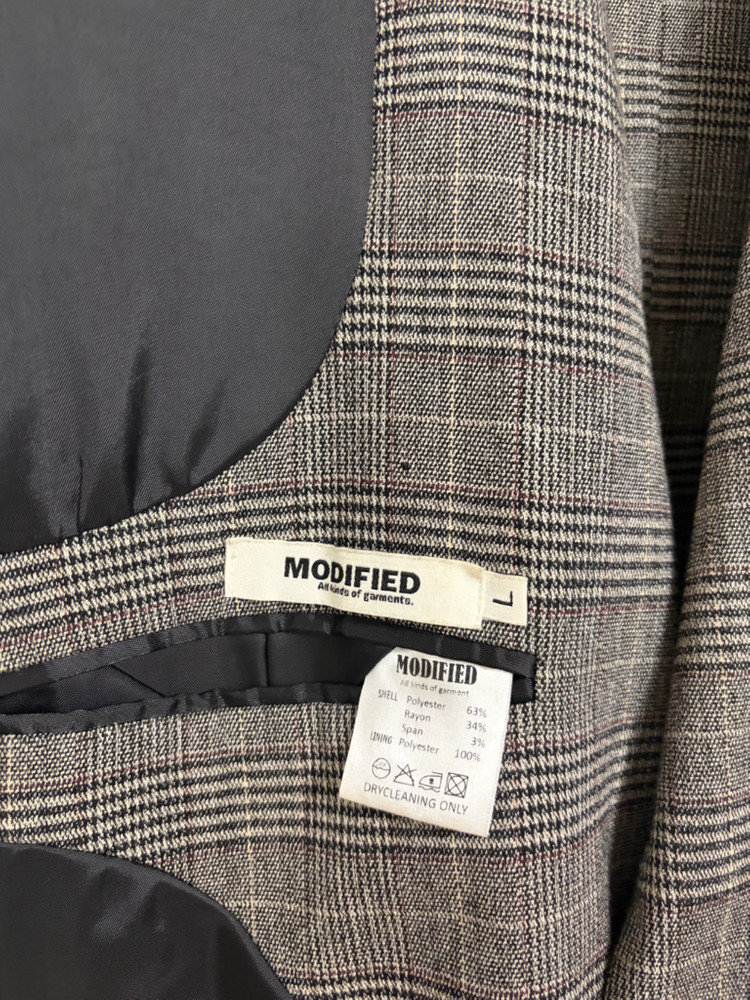 MODIFIED
All kinds of garments.
L
MODIFIED
All kinds of garment
SHELL Polyester 63%
Rayon 34%
Span 3%
LINING Polyester 100%
DRYCLEANING ONLY